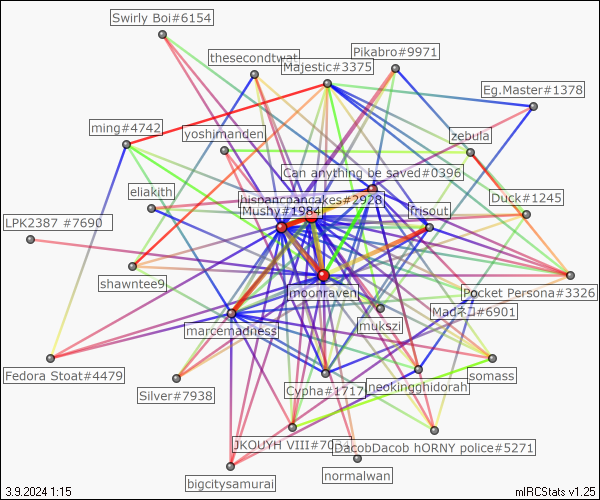 Swirly Boi#6154
thesecondtwat
Pikabro#9971
Majestic#3375
Eg.Master#1378
ming#4742
yoshimanden
zebula
Can anything be saved#0396
eliakith
hispancpancakes#2928
Duck#1245
Mushy#1984
frisout
LPK2387 #7690
shawntee9
moonraven
Pocket Persona#3326
Madネコ#6901
mukszi
marcemadness
Fedora Stoat#4479
somass
neokingghidorah
Cypha#1717
Silver#7938
JKOUYH VIII#70
DacobDacob hORNY police#5271
normalwan
bigcitysamurai
3.9.2024 1:15
mIRCStats v1.25